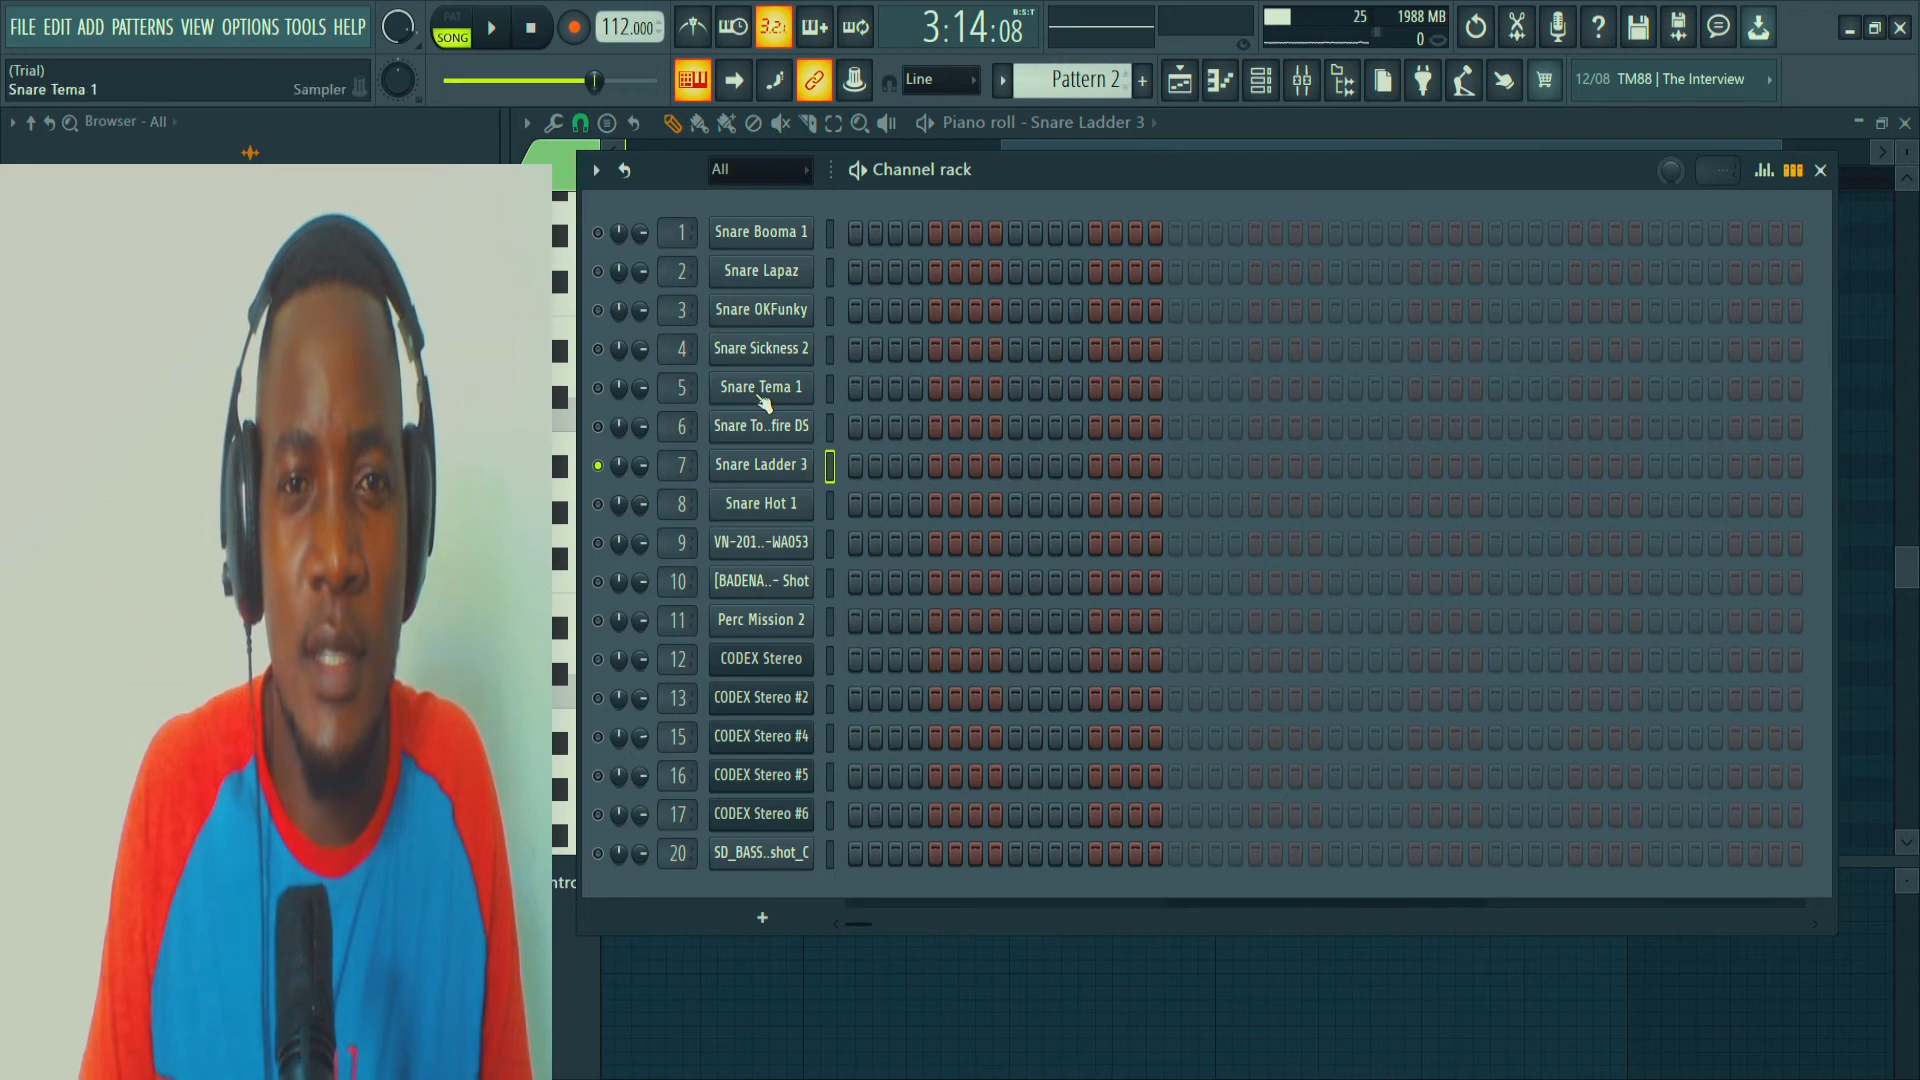 FILE EDIT ADD PATTERNS VIEW OPTIONS TOOLS HELP
PAT
SONG
112.000
3.2.1
3:14:08
B:S:T
25
1988 MB
0
(Trial)
Snare Tema 1
Sampler
Line
Pattern 2
12/08 TM88 | The Interview
Browser - All
Piano roll - Snare Ladder 3
All
Channel rack
1 Snare Booma 1
2 Snare Lapaz
3 Snare OKFunky
4 Snare Sickness 2
5 Snare Tema 1
6 Snare To..fire DS
7 Snare Ladder 3
8 Snare Hot 1
9 VN-201..-WA053
10 [BADENA..- Shot
11 Perc Mission 2
12 CODEX Stereo
13 CODEX Stereo #2
15 CODEX Stereo #4
16 CODEX Stereo #5
17 CODEX Stereo #6
20 SD_BASS..shot_C
ntro